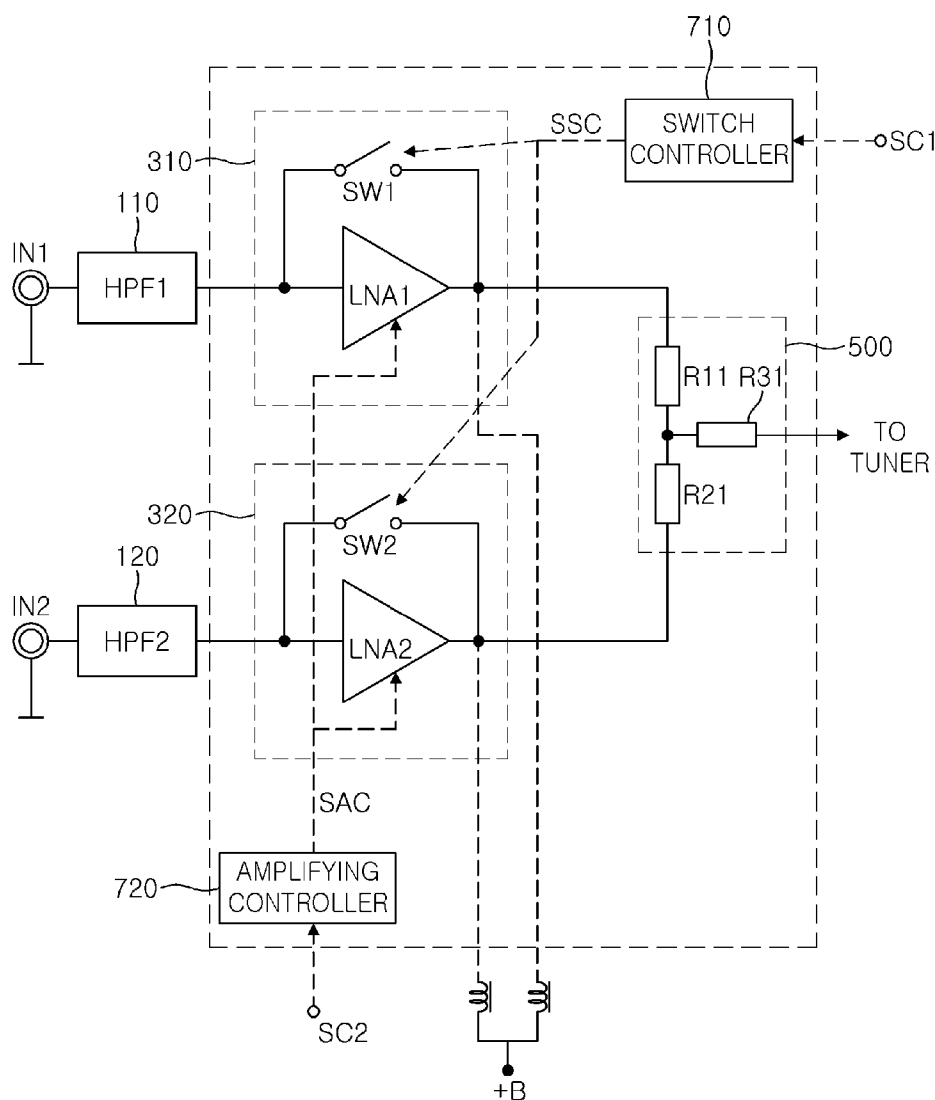 710
SSC
SWITCH
CONTROLLER
SC1
310
SW1
110
IN1
HPF1
LNA1
500
R11
R31
TO
TUNER
R21
320
SW2
120
IN2
HPF2
LNA2
SAC
720
AMPLIFYING
CONTROLLER
SC2
+B